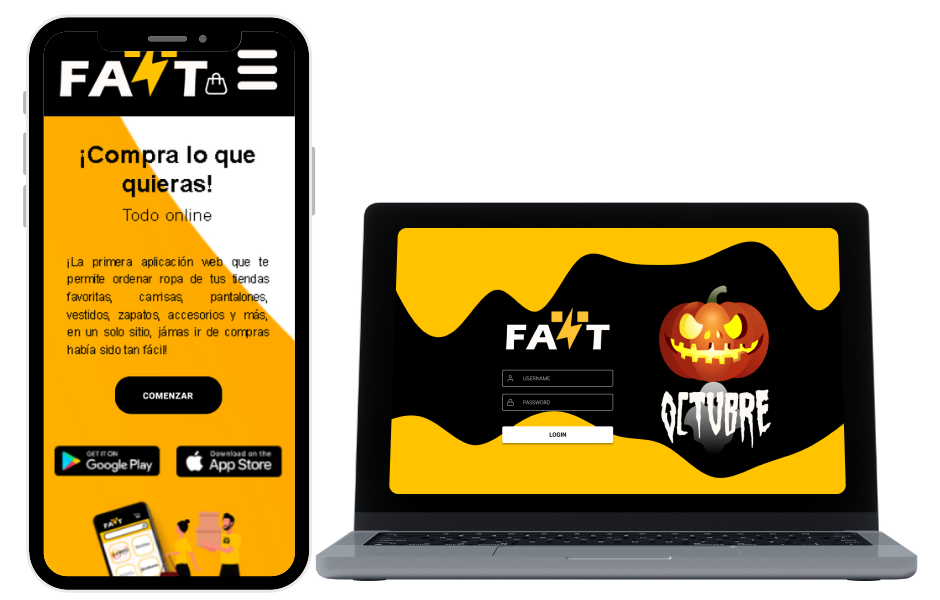 FAST
¡Compra lo que
quieras!
Todo online
¡La primera aplicación web que te
permite ordenar ropa de tus tiendas
favoritas, camisas, pantalones,
vestidos, zapatos, accesorios y más,
en un solo sitio, jámas ir de compras
había sido tan fácil!
COMENZAR
GET IT ON
Google Play
Download on the
App Store
FAST
FAST
USERNAME
PASSWORD
LOGIN
OCTUBRE